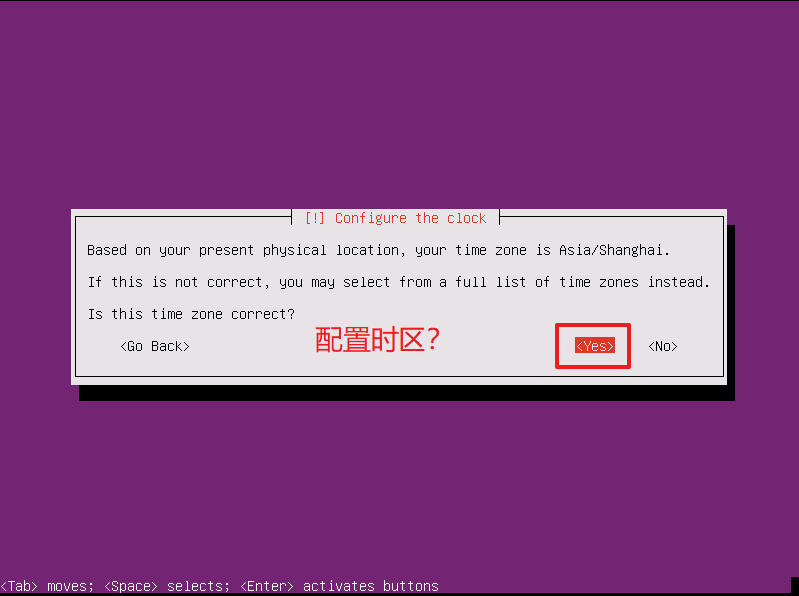 [!] Configure the clock
Based on your present physical location, your time zone is Asia/Shanghai.
If this is not correct, you may select from a full list of time zones instead.
Is this time zone correct?
配置时区？
<Go Back> <Yes> <No>
<Tab> moves; <Space> selects; <Enter> activates buttons